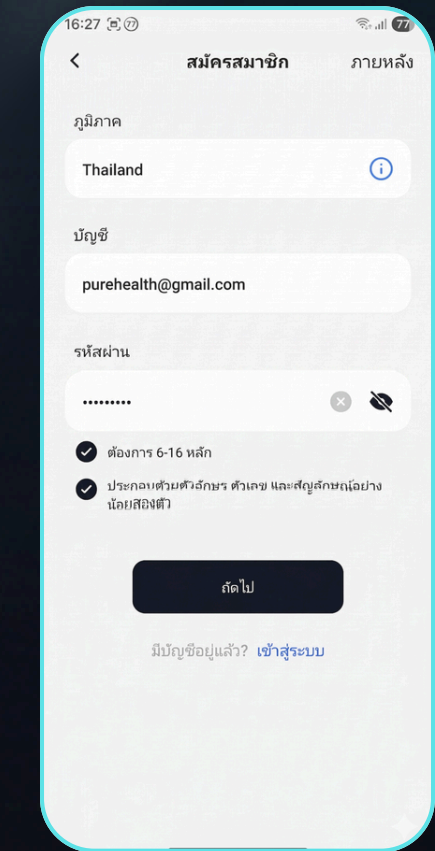 16:27 77 77
สมัครสมาชิก ภายหลัง
ภูมิภาค
Thailand
บัญชี
purehealth@gmail.com
รหัสผ่าน
•••••••••
ต้องการ 6-16 หลัก
ประกอบด้วยตัวอักษร ตัวเลข และสัญลักษณ์อย่าง
น้อยสองตัว
ถัดไป
มีบัญชีอยู่แล้ว? เข้าสู่ระบบ